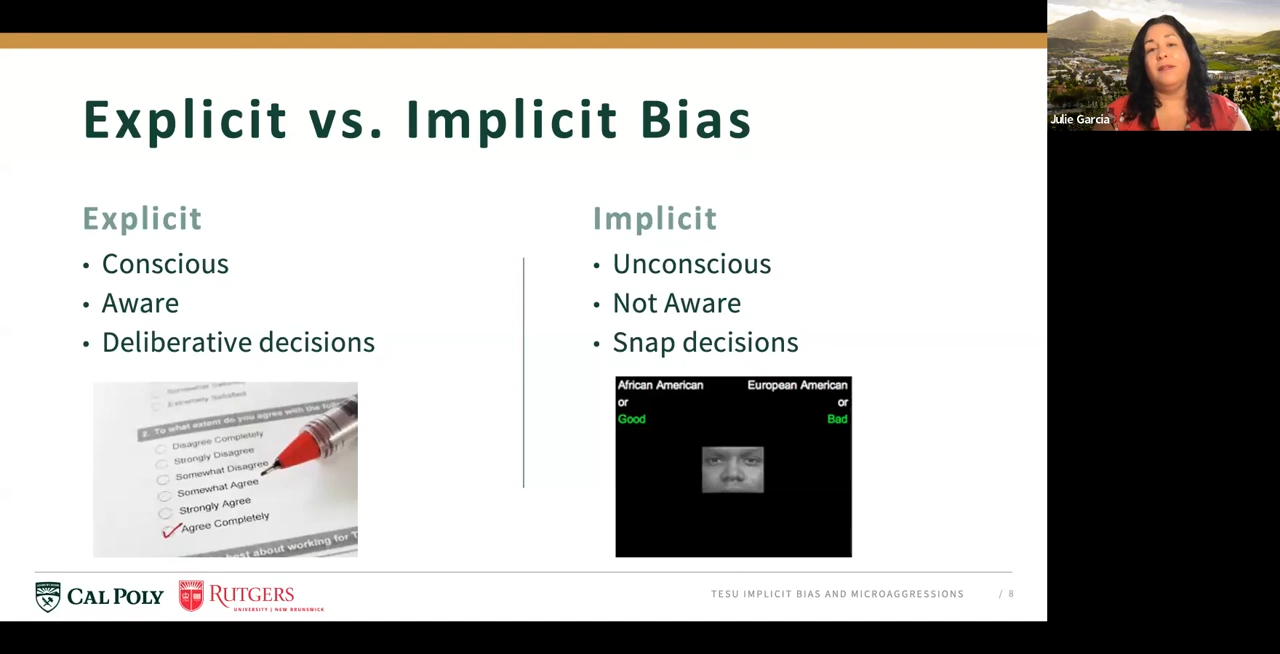 Explicit vs. Implicit Bias
Explicit
• Conscious
• Aware
• Deliberative decisions
Implicit
• Unconscious
• Not Aware
• Snap decisions
Extremely Satisfied
2. To what extent do you agree with the follo
Disagree Completely
Strongly Disagree
Somewhat Disagree
Somewhat Agree
Strongly Agree
Agree Completely
best about working for T
African American
or
Good
European American
or
Bad
CAL POLY
RUTGERS
UNIVERSITY | NEW BRUNSWICK
TESU IMPLICIT BIAS AND MICROAGGRESSIONS
/ 8
Julie Garcia